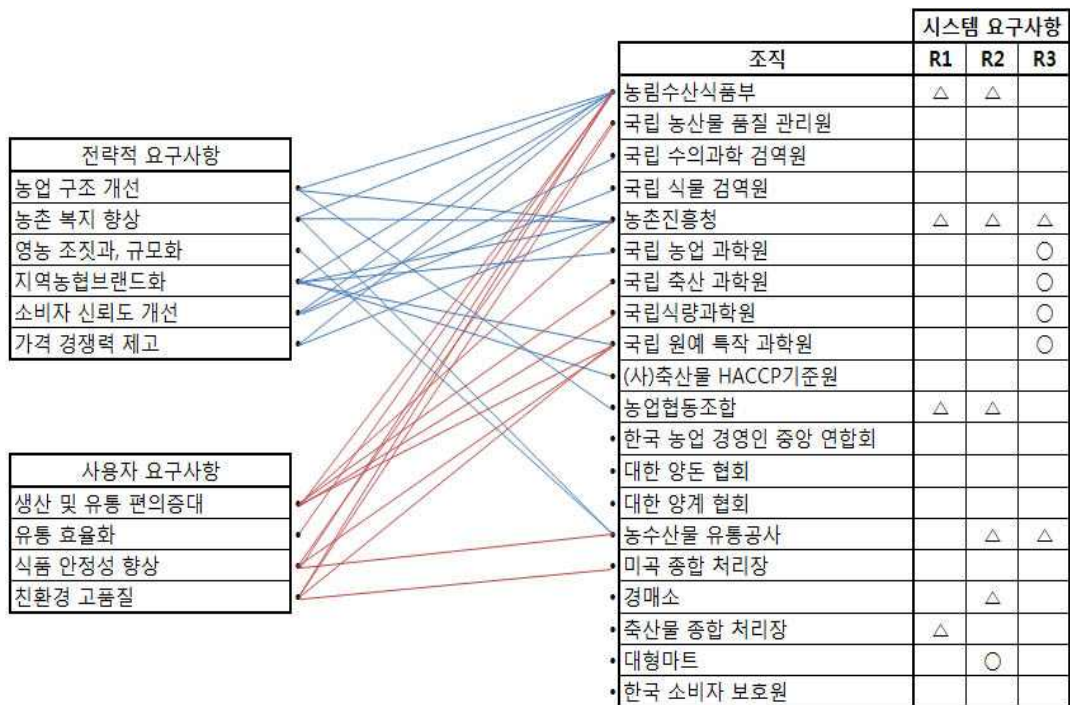 시스템 요구사항
조직 R1 R2 R3
농림수산식품부 △ △
국립 농산물 품질 관리원
국립 수의과학 검역원
국립 식물 검역원
농촌진흥청 △ △ △
국립 농업 과학원 ○
국립 축산 과학원 ○
국립식량과학원 ○
국립 원예 특작 과학원 ○
(사)축산물 HACCP기준원
농업협동조합 △ △
한국 농업 경영인 중앙 연합회
대한 양돈 협회
대한 양계 협회
농수산물 유통공사 △ △
미곡 종합 처리장
경매소 △
축산물 종합 처리장 △
대형마트 ○
한국 소비자 보호원
전략적 요구사항
농업 구조 개선
농촌 복지 향상
영농 조짓과, 규모화
지역농협브랜드화
소비자 신뢰도 개선
가격 경쟁력 제고
사용자 요구사항
생산 및 유통 편의증대
유통 효율화
식품 안정성 향상
친환경 고품질